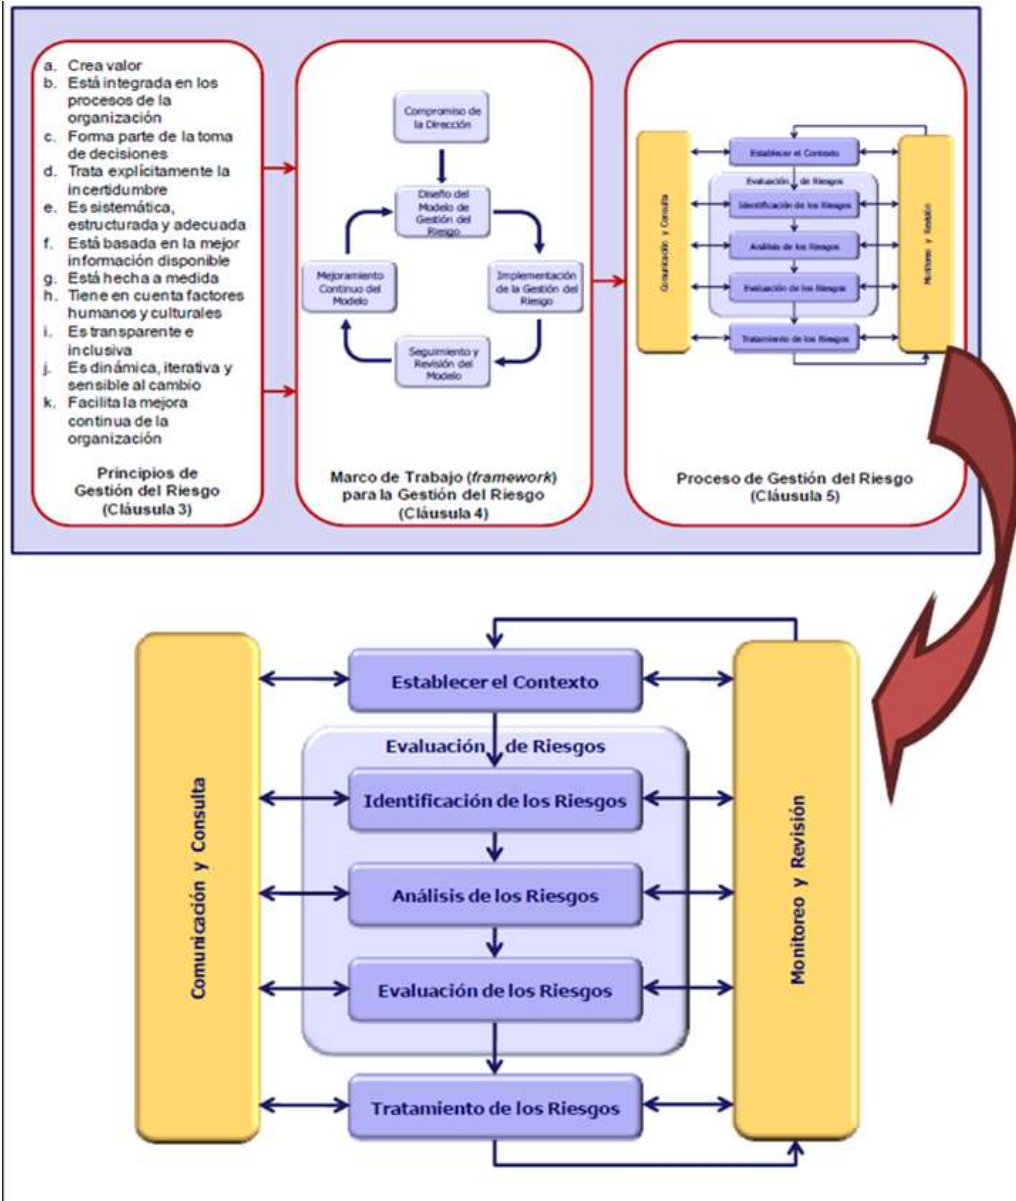 a. Crea valor
b. Está integrada en los
procesos de la
organización
c. Forma parte de la toma
de decisiones
d. Trata explícitamente la
incertidumbre
e. Es sistemática,
estructurada y adecuada
f. Está basada en la mejor
información disponible
g. Está hecha a medida
h. Tiene en cuenta factores
humanos y culturales
i. Es transparente e
inclusiva
j. Es dinámica, iterativa y
sensible al cambio
k. Facilita la mejora
continua de la
organización
Principios de
Gestión del Riesgo
(Cláusula 3)
Compromiso de
la Dirección
Diseño del
Modelo de
Gestión del
Riesgo
Mejoramiento
Continuo del
Modelo
Implementación
de la Gestión del
Riesgo
Seguimiento y
Revisión del
Modelo
Marco de Trabajo (framework)
para la Gestión del Riesgo
(Cláusula 4)
Comunicación y Consulta
Establecer el Contexto
Evaluación de Riesgos
Identificación de los Riesgos
Análisis de los Riesgos
Evaluación de los Riesgos
Tratamiento de los Riesgos
Monitoreo y Revisión
Proceso de Gestión del Riesgo
(Cláusula 5)
Comunicación y Consulta
Establecer el Contexto
Evaluación de Riesgos
Identificación de los Riesgos
Análisis de los Riesgos
Evaluación de los Riesgos
Tratamiento de los Riesgos
Monitoreo y Revisión